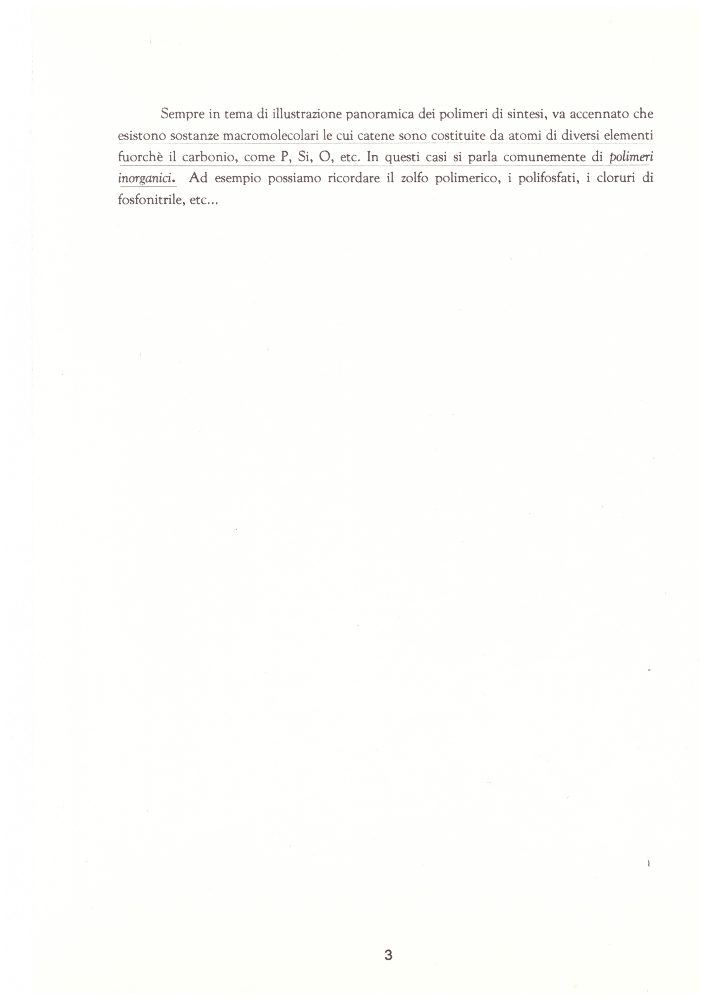 Sempre in tema di illustrazione panoramica dei polimeri di sintesi, va accennato che
esistono sostanze macromolecolari le cui catene sono costituite da atomi di diversi elementi
fuorchè il carbonio, come P, Si, O, etc. In questi casi si parla comunemente di polimeri
inorganici. Ad esempio possiamo ricordare il zolfo polimerico, i polifosfati, i cloruri di
fosfonitrile, etc...
3